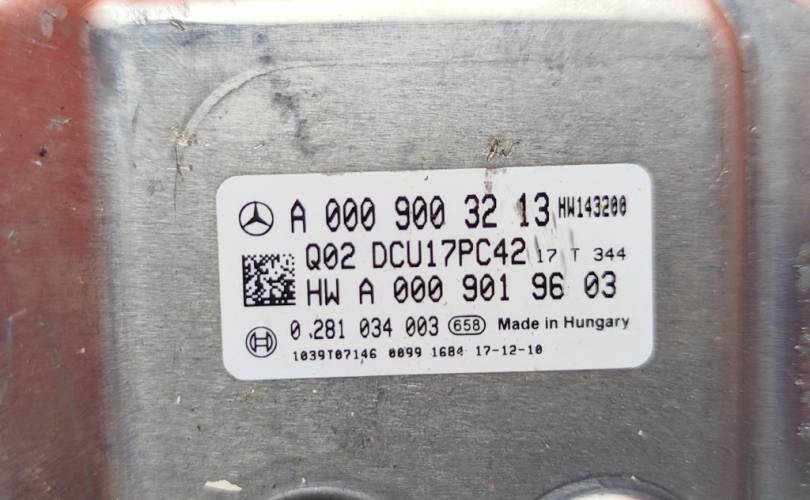 A 000 900 32 13 HW143200
Q02 DCU17PC42 17 T 344
HW A 000 901 96 03
0 281 034 003 658 Made in Hungary
1039T07146 0099 1684 17-12-10